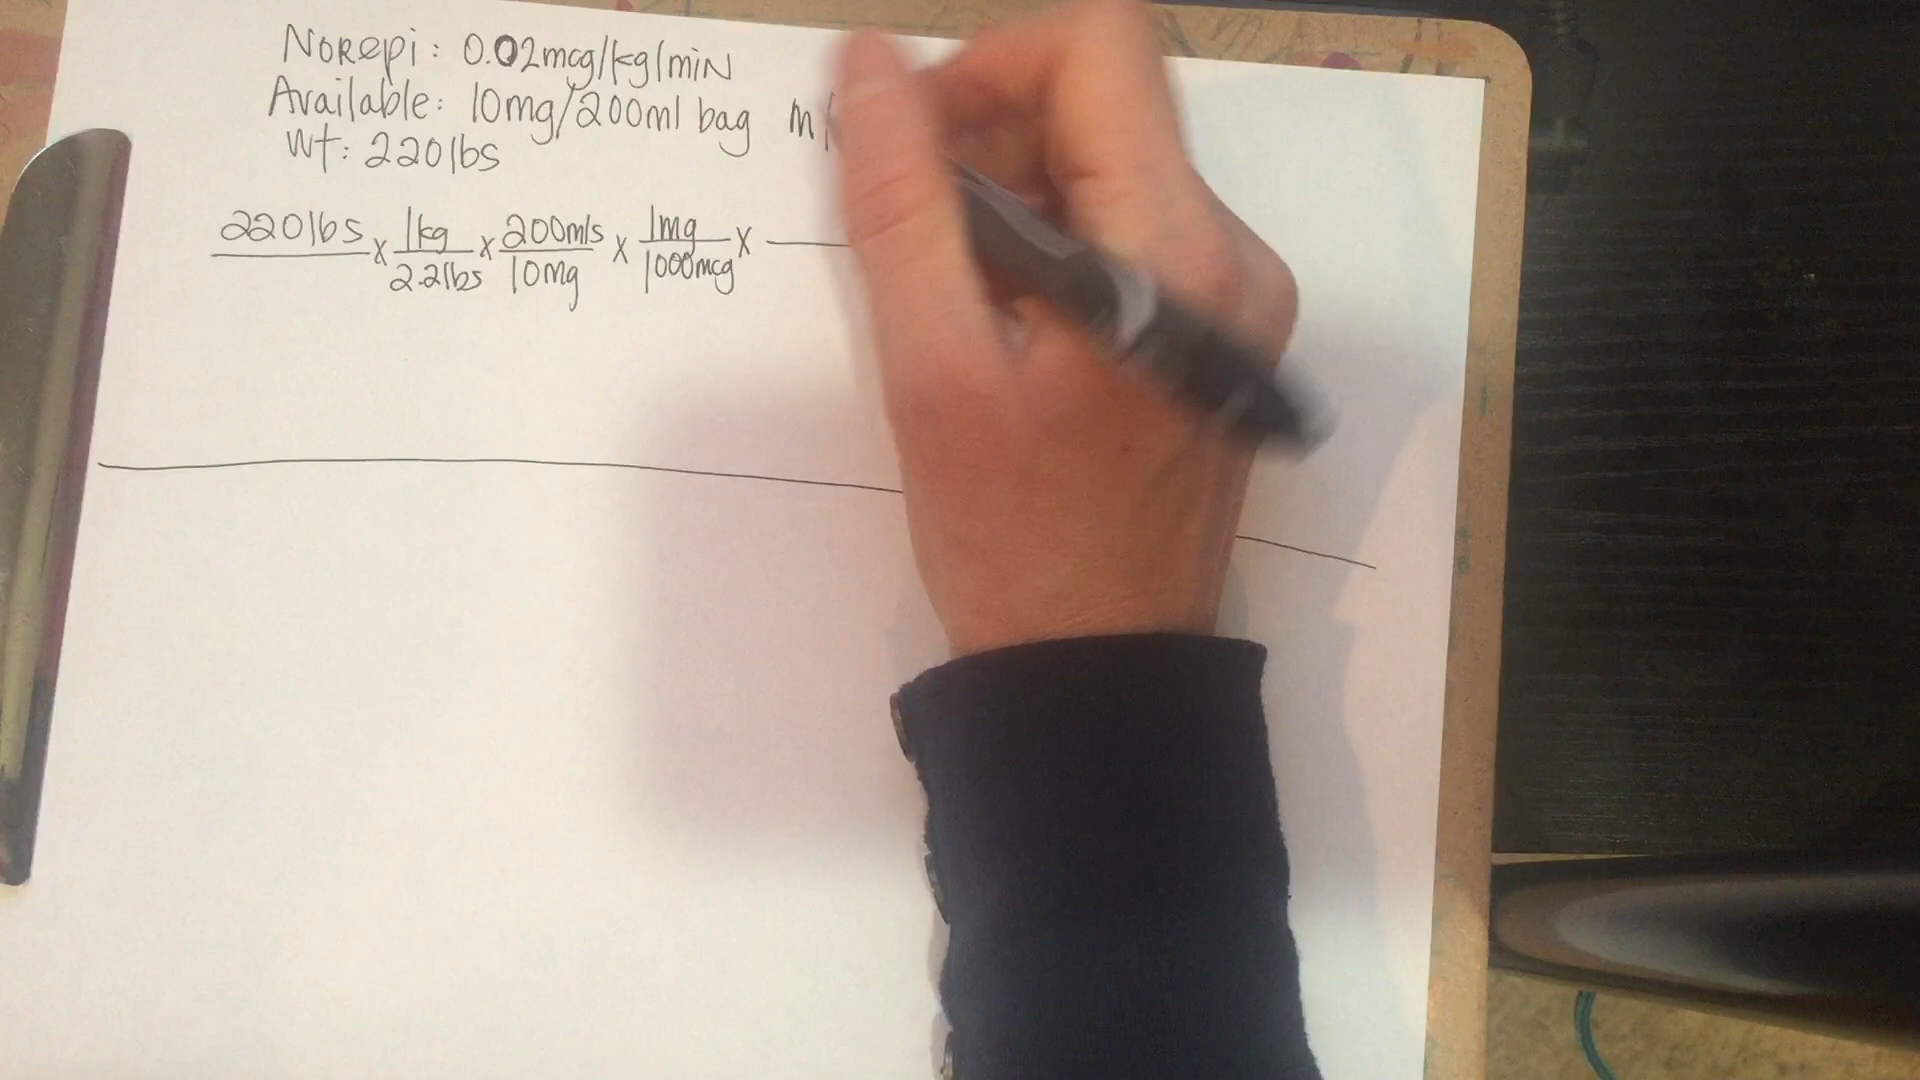 Norepi: 0.02mcg/kg/min
Available: 10mg/200ml bag
Wt: 220lbs
220lbs x 1kg/2.2lbs x 200mls/10mg x 1mg/1000mcg x